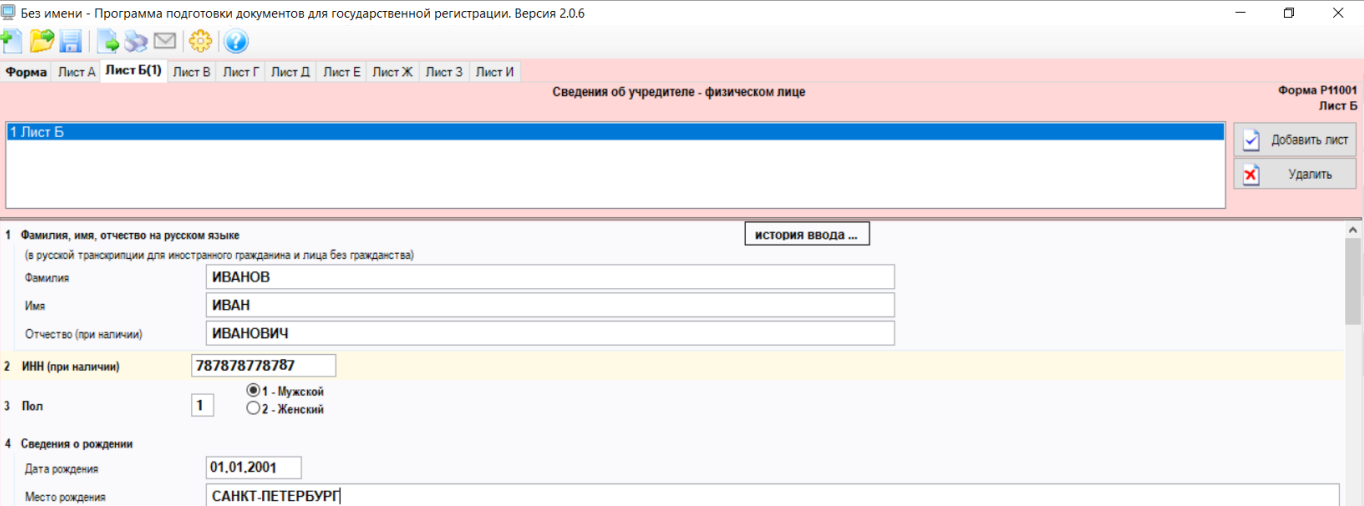 Без имени - Программа подготовки документов для государственной регистрации. Версия 2.0.6
Форма Лист А Лист Б(1) Лист В Лист Г Лист Д Лист Е Лист Ж Лист З Лист И
Сведения об учредителе - физическом лице
Форма Р11001
Лист Б
1 Лист Б
Добавить лист
Удалить
1 Фамилия, имя, отчество на русском языке
история ввода ...
(в русской транскрипции для иностранного гражданина и лица без гражданства)
Фамилия ИВАНОВ
Имя ИВАН
Отчество (при наличии) ИВАНОВИЧ
2 ИНН (при наличии) 787878778787
3 Пол 1
1 - Мужской
2 - Женский
4 Сведения о рождении
Дата рождения 01.01.2001
Место рождения САНКТ-ПЕТЕРБУРГ